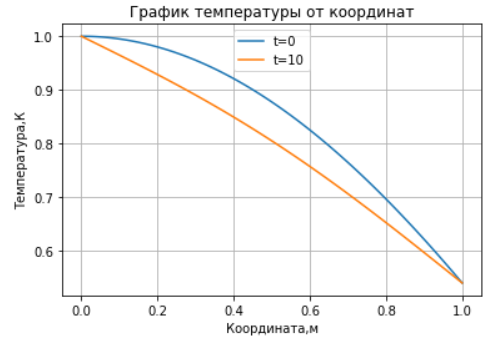 График температуры от координат
t=0
t=10
Температура,К
1.0
0.9
0.8
0.7
0.6
0.0 0.2 0.4 0.6 0.8 1.0
Координата,м